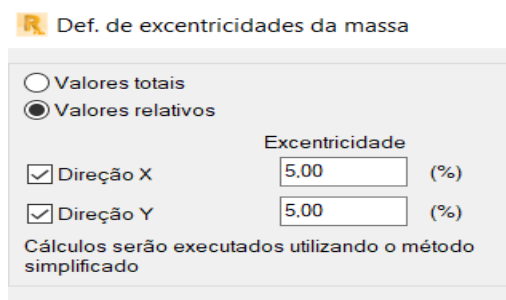 Def. de excentricidades da massa
Valores totais
Valores relativos
Excentricidade
Direção X 5,00 (%)
Direção Y 5,00 (%)
Cálculos serão executados utilizando o método
simplificado